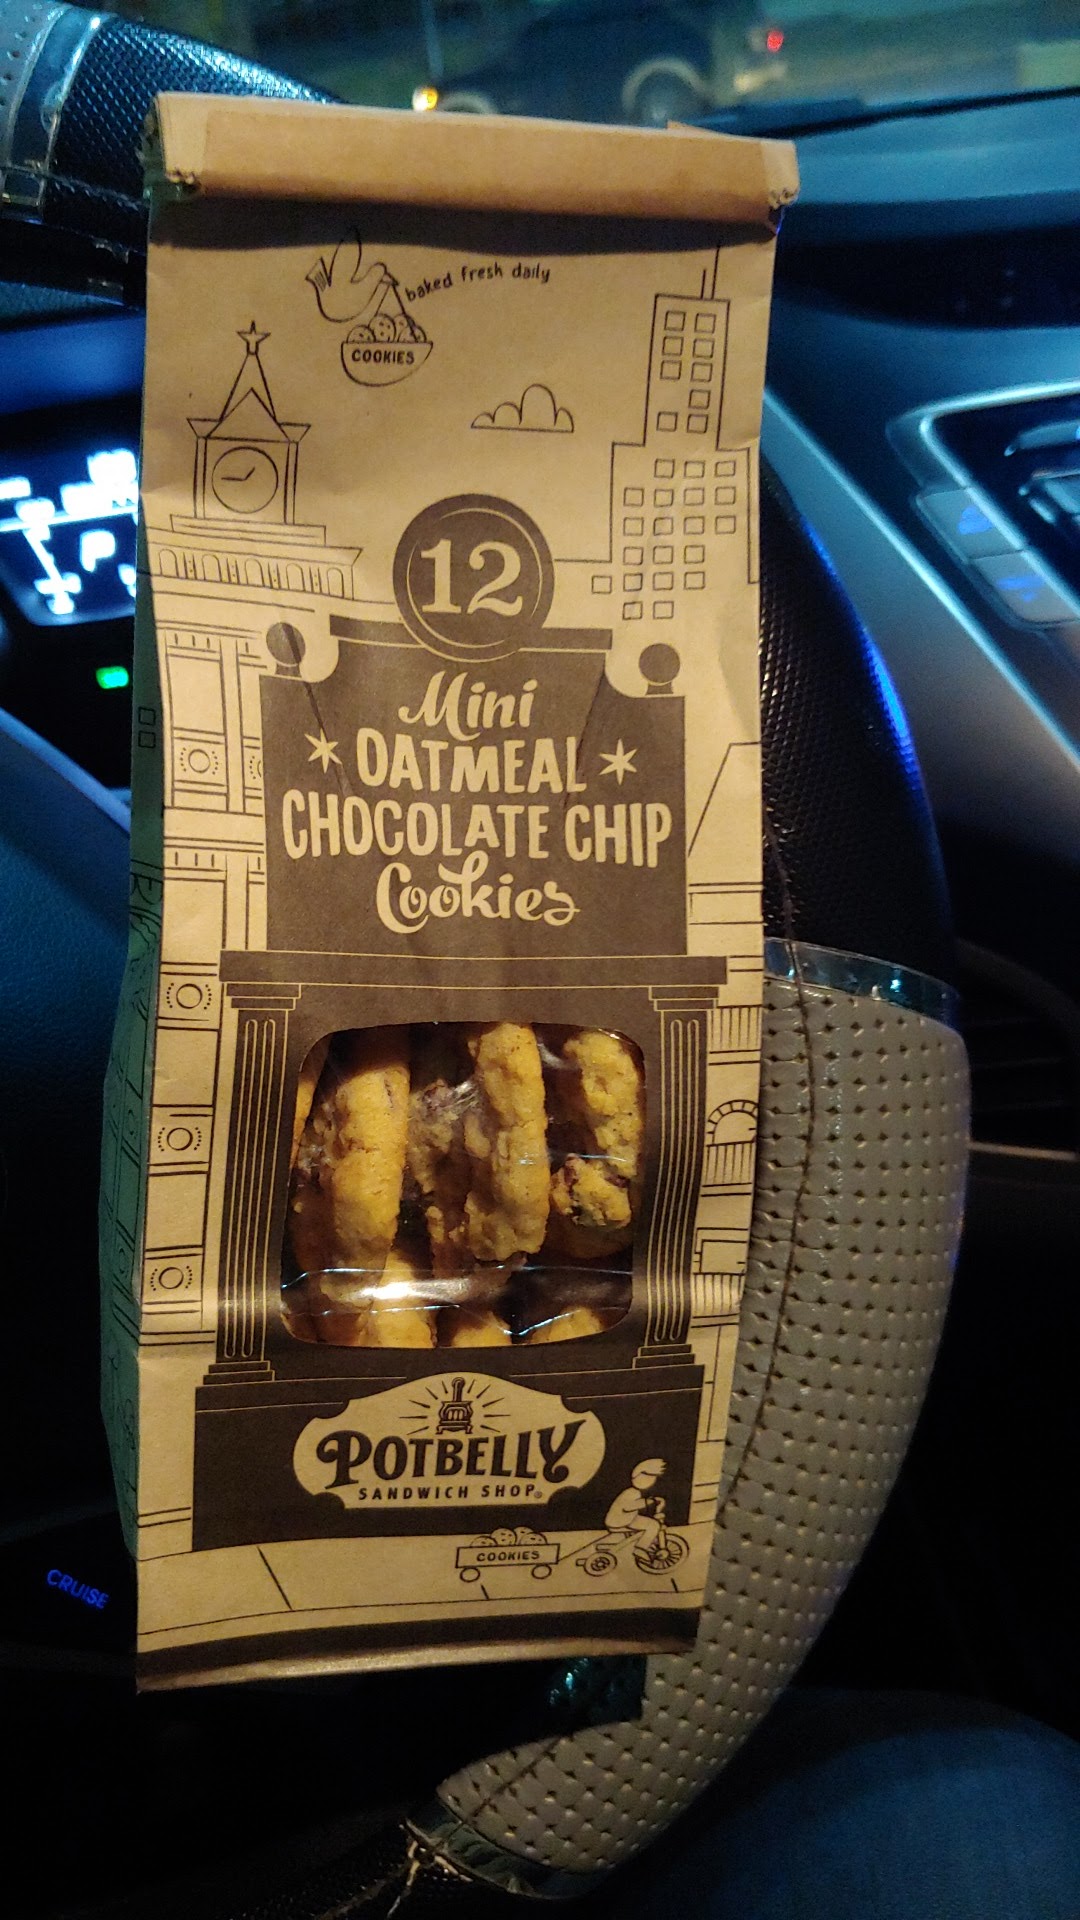 baked fresh daily
COOKIES
12
Mini
OATMEAL
CHOCOLATE CHIP
Cookies
POTBELLY
SANDWICH SHOP®
COOKIES
P
CRUISE